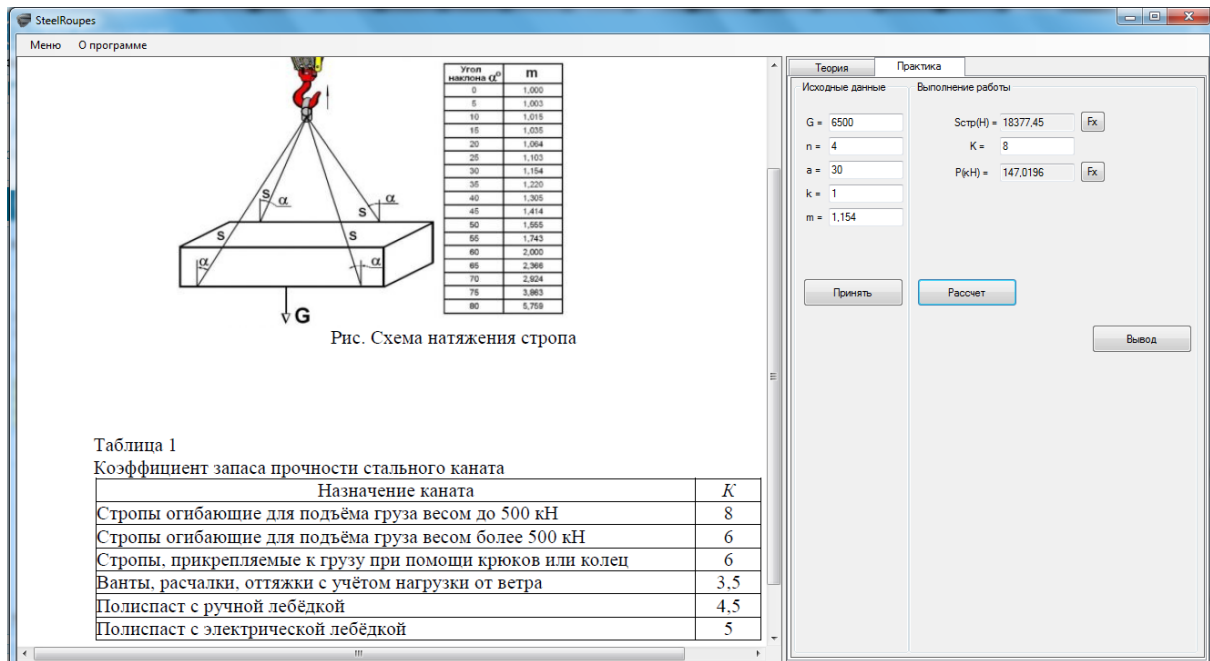 SteelRoupes
Меню О программе
Угол наклона α° m
0 1,000
5 1,003
10 1,015
15 1,035
20 1,064
25 1,103
30 1,154
35 1,220
40 1,305
45 1,414
50 1,555
55 1,743
60 2,000
65 2,366
70 2,924
75 3,863
80 5,759
S α
S α
S S
α α
G
Рис. Схема натяжения стропа
Таблица 1
Коэффициент запаса прочности стального каната
Назначение каната K
Стропы огибающие для подъёма груза весом до 500 кН 8
Стропы огибающие для подъёма груза весом более 500 кН 6
Стропы, прикрепляемые к грузу при помощи крюков или колец 6
Ванты, расчалки, оттяжки с учётом нагрузки от ветра 3,5
Полиспаст с ручной лебёдкой 4,5
Полиспаст с электрической лебёдкой 5
Теория Практика
Исходные данные
G = 6500
n = 4
a = 30
k = 1
m = 1,154
Принять
Выполнение работы
Sстр(Н) = 18377,45 Fx
K = 8
P(кН) = 147,0196 Fx
Рассчет
Вывод